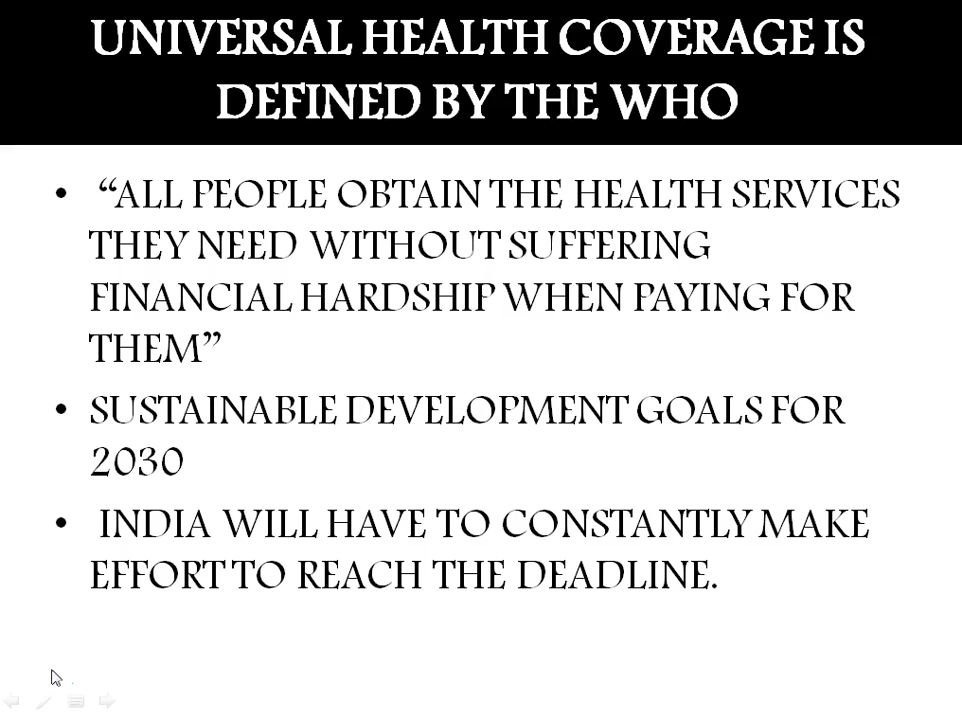 UNIVERSAL HEALTH COVERAGE IS
DEFINED BY THE WHO
• “ALL PEOPLE OBTAIN THE HEALTH SERVICES
THEY NEED WITHOUT SUFFERING
FINANCIAL HARDSHIP WHEN PAYING FOR
THEM”
• SUSTAINABLE DEVELOPMENT GOALS FOR
2030
• INDIA WILL HAVE TO CONSTANTLY MAKE
EFFORT TO REACH THE DEADLINE.